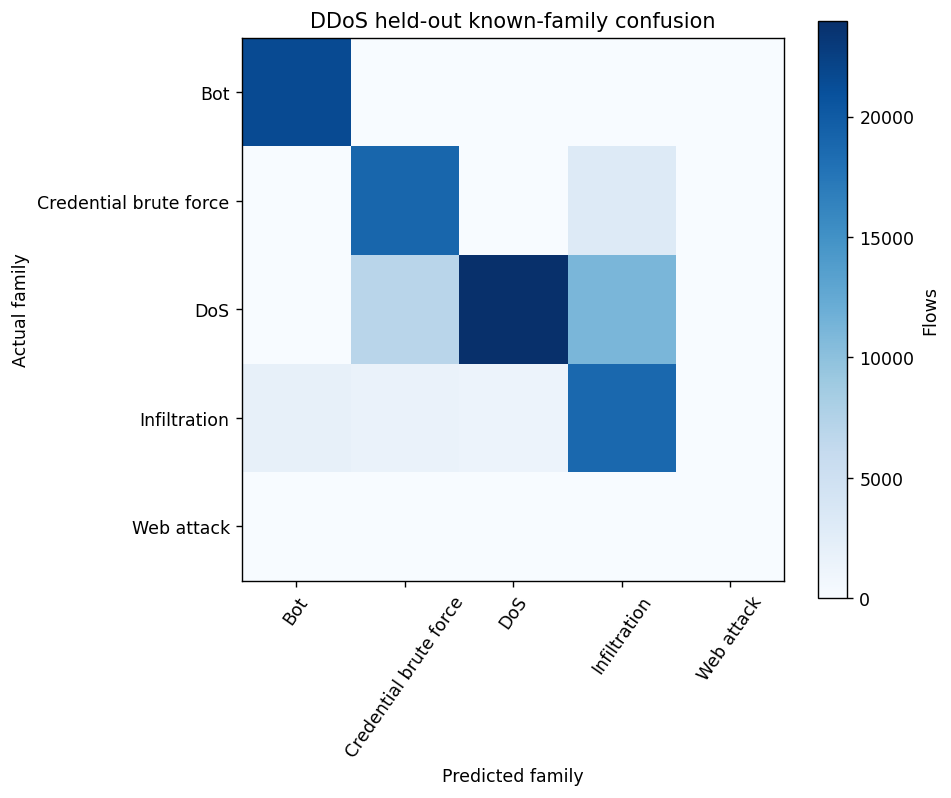 DDoS held-out known-family confusion
Actual family
Bot
Credential brute force
DoS
Infiltration
Web attack
Bot
Credential brute force
DoS
Infiltration
Web attack
Predicted family
20000
15000
10000
5000
0
Flows